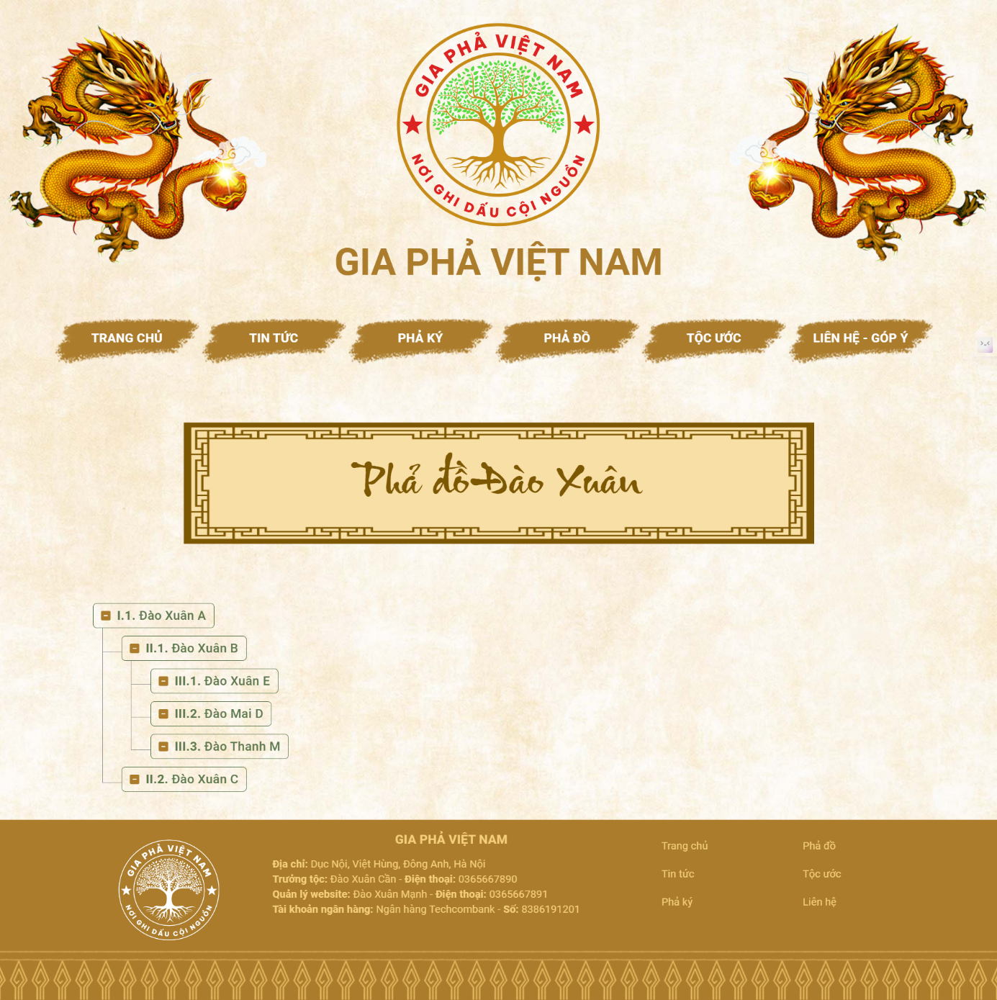 GIA PHẢ VIỆT NAM
NƠI GHI DẤU CỘI NGUỒN
GIA PHẢ VIỆT NAM
TRANG CHỦ
TIN TỨC
PHẢ KÝ
PHẢ ĐỒ
TỘC ƯỚC
LIÊN HỆ - GÓP Ý
Phả đồ Đào Xuân
I.1. Đào Xuân A
II.1. Đào Xuân B
III.1. Đào Xuân E
III.2. Đào Mai D
III.3. Đào Thanh M
II.2. Đào Xuân C
GIA PHẢ VIỆT NAM
NƠI GHI DẤU CỘI NGUỒN
GIA PHẢ VIỆT NAM
Địa chỉ: Dục Nội, Việt Hùng, Đông Anh, Hà Nội
Trưởng tộc: Đào Xuân Cần - Điện thoại: 0365667890
Quản lý website: Đào Xuân Mạnh - Điện thoại: 0365667891
Tài khoản ngân hàng: Ngân hàng Techcombank - Số: 8386191201
Trang chủ
Tin tức
Phả ký
Phả đồ
Tộc ước
Liên hệ